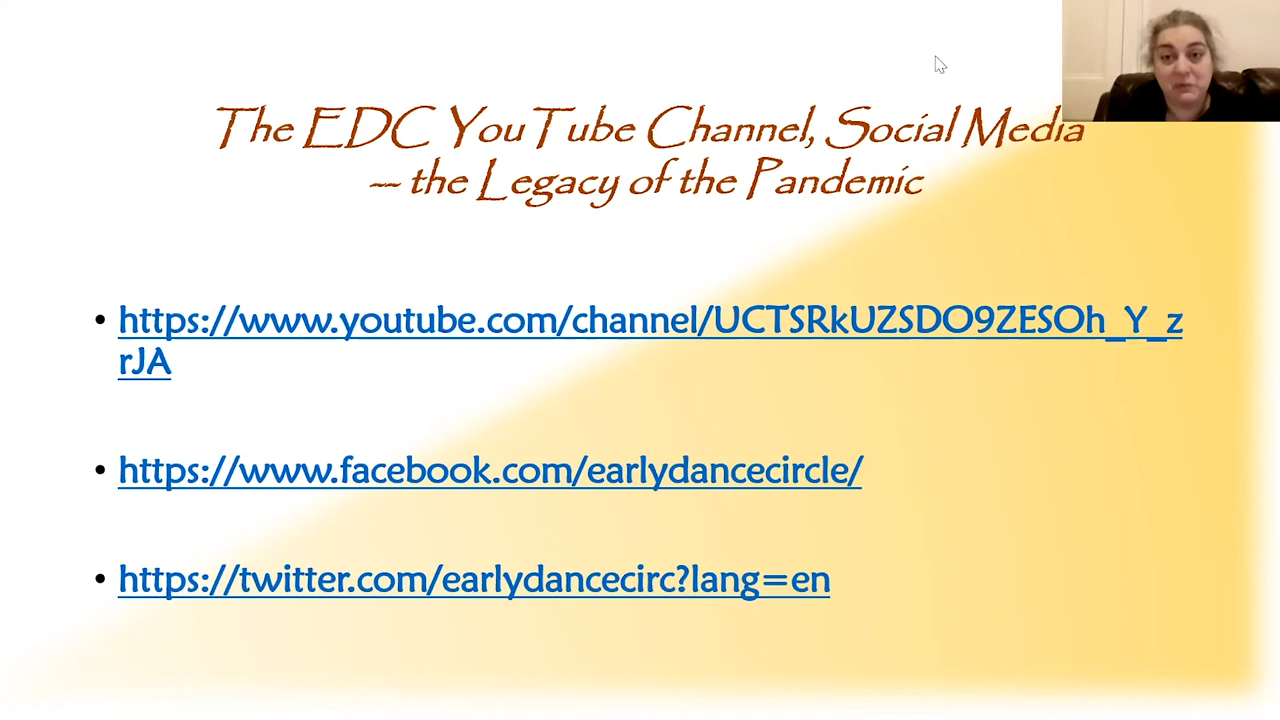 The EDC YouTube Channel, Social Media
-- the Legacy of the Pandemic
• https://www.youtube.com/channel/UCTSRkUZSDO9ZESOh_Y_z
rJA
• https://www.facebook.com/earlydancecircle/
• https://twitter.com/earlydancecirc?lang=en